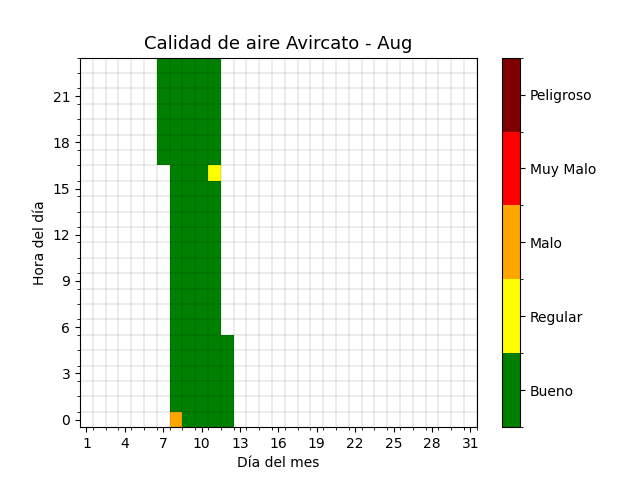 Calidad de aire Avircato - Aug
Hora del día
21
18
15
12
9
6
3
0
1 4 7 10 13 16 19 22 25 28 31
Día del mes
Peligroso
Muy Malo
Malo
Regular
Bueno